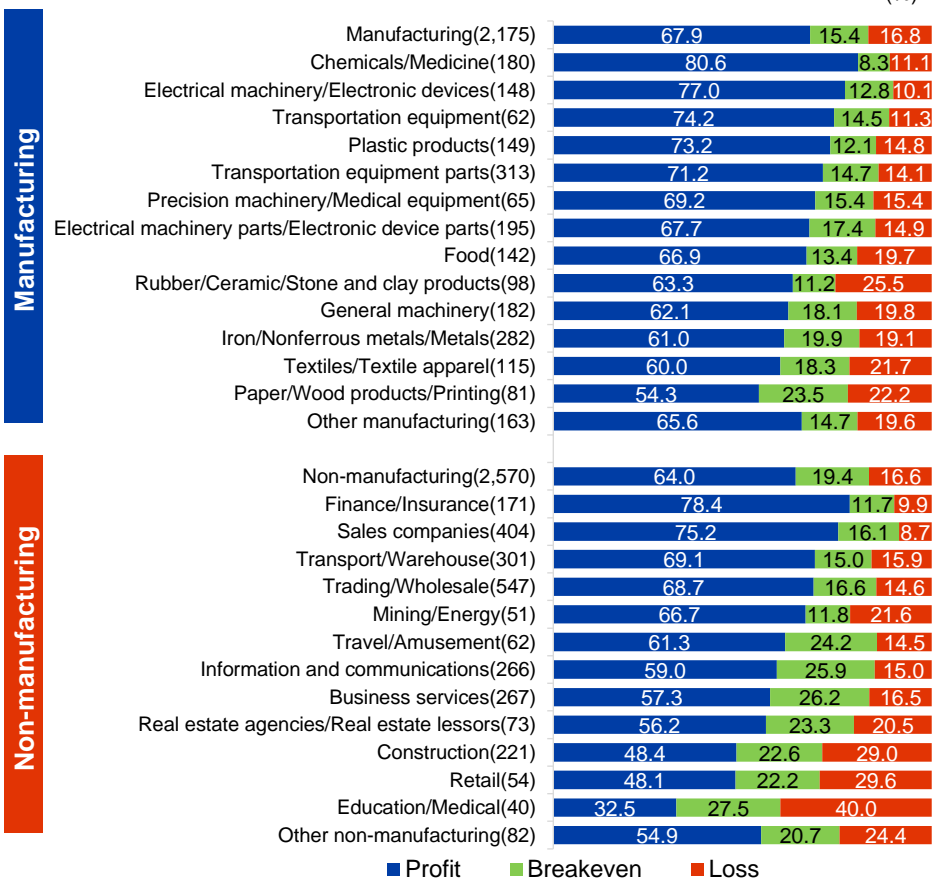 Manufacturing
Manufacturing(2,175) 67.9 15.4 16.8
Chemicals/Medicine(180) 80.6 8.3 11.1
Electrical machinery/Electronic devices(148) 77.0 12.8 10.1
Transportation equipment(62) 74.2 14.5 11.3
Plastic products(149) 73.2 12.1 14.8
Transportation equipment parts(313) 71.2 14.7 14.1
Precision machinery/Medical equipment(65) 69.2 15.4 15.4
Electrical machinery parts/Electronic device parts(195) 67.7 17.4 14.9
Food(142) 66.9 13.4 19.7
Rubber/Ceramic/Stone and clay products(98) 63.3 11.2 25.5
General machinery(182) 62.1 18.1 19.8
Iron/Nonferrous metals/Metals(282) 61.0 19.9 19.1
Textiles/Textile apparel(115) 60.0 18.3 21.7
Paper/Wood products/Printing(81) 54.3 23.5 22.2
Other manufacturing(163) 65.6 14.7 19.6
Non-manufacturing
Non-manufacturing(2,570) 64.0 19.4 16.6
Finance/Insurance(171) 78.4 11.7 9.9
Sales companies(404) 75.2 16.1 8.7
Transport/Warehouse(301) 69.1 15.0 15.9
Trading/Wholesale(547) 68.7 16.6 14.6
Mining/Energy(51) 66.7 11.8 21.6
Travel/Amusement(62) 61.3 24.2 14.5
Information and communications(266) 59.0 25.9 15.0
Business services(267) 57.3 26.2 16.5
Real estate agencies/Real estate lessors(73) 56.2 23.3 20.5
Construction(221) 48.4 22.6 29.0
Retail(54) 48.1 22.2 29.6
Education/Medical(40) 32.5 27.5 40.0
Other non-manufacturing(82) 54.9 20.7 24.4
Profit Breakeven Loss